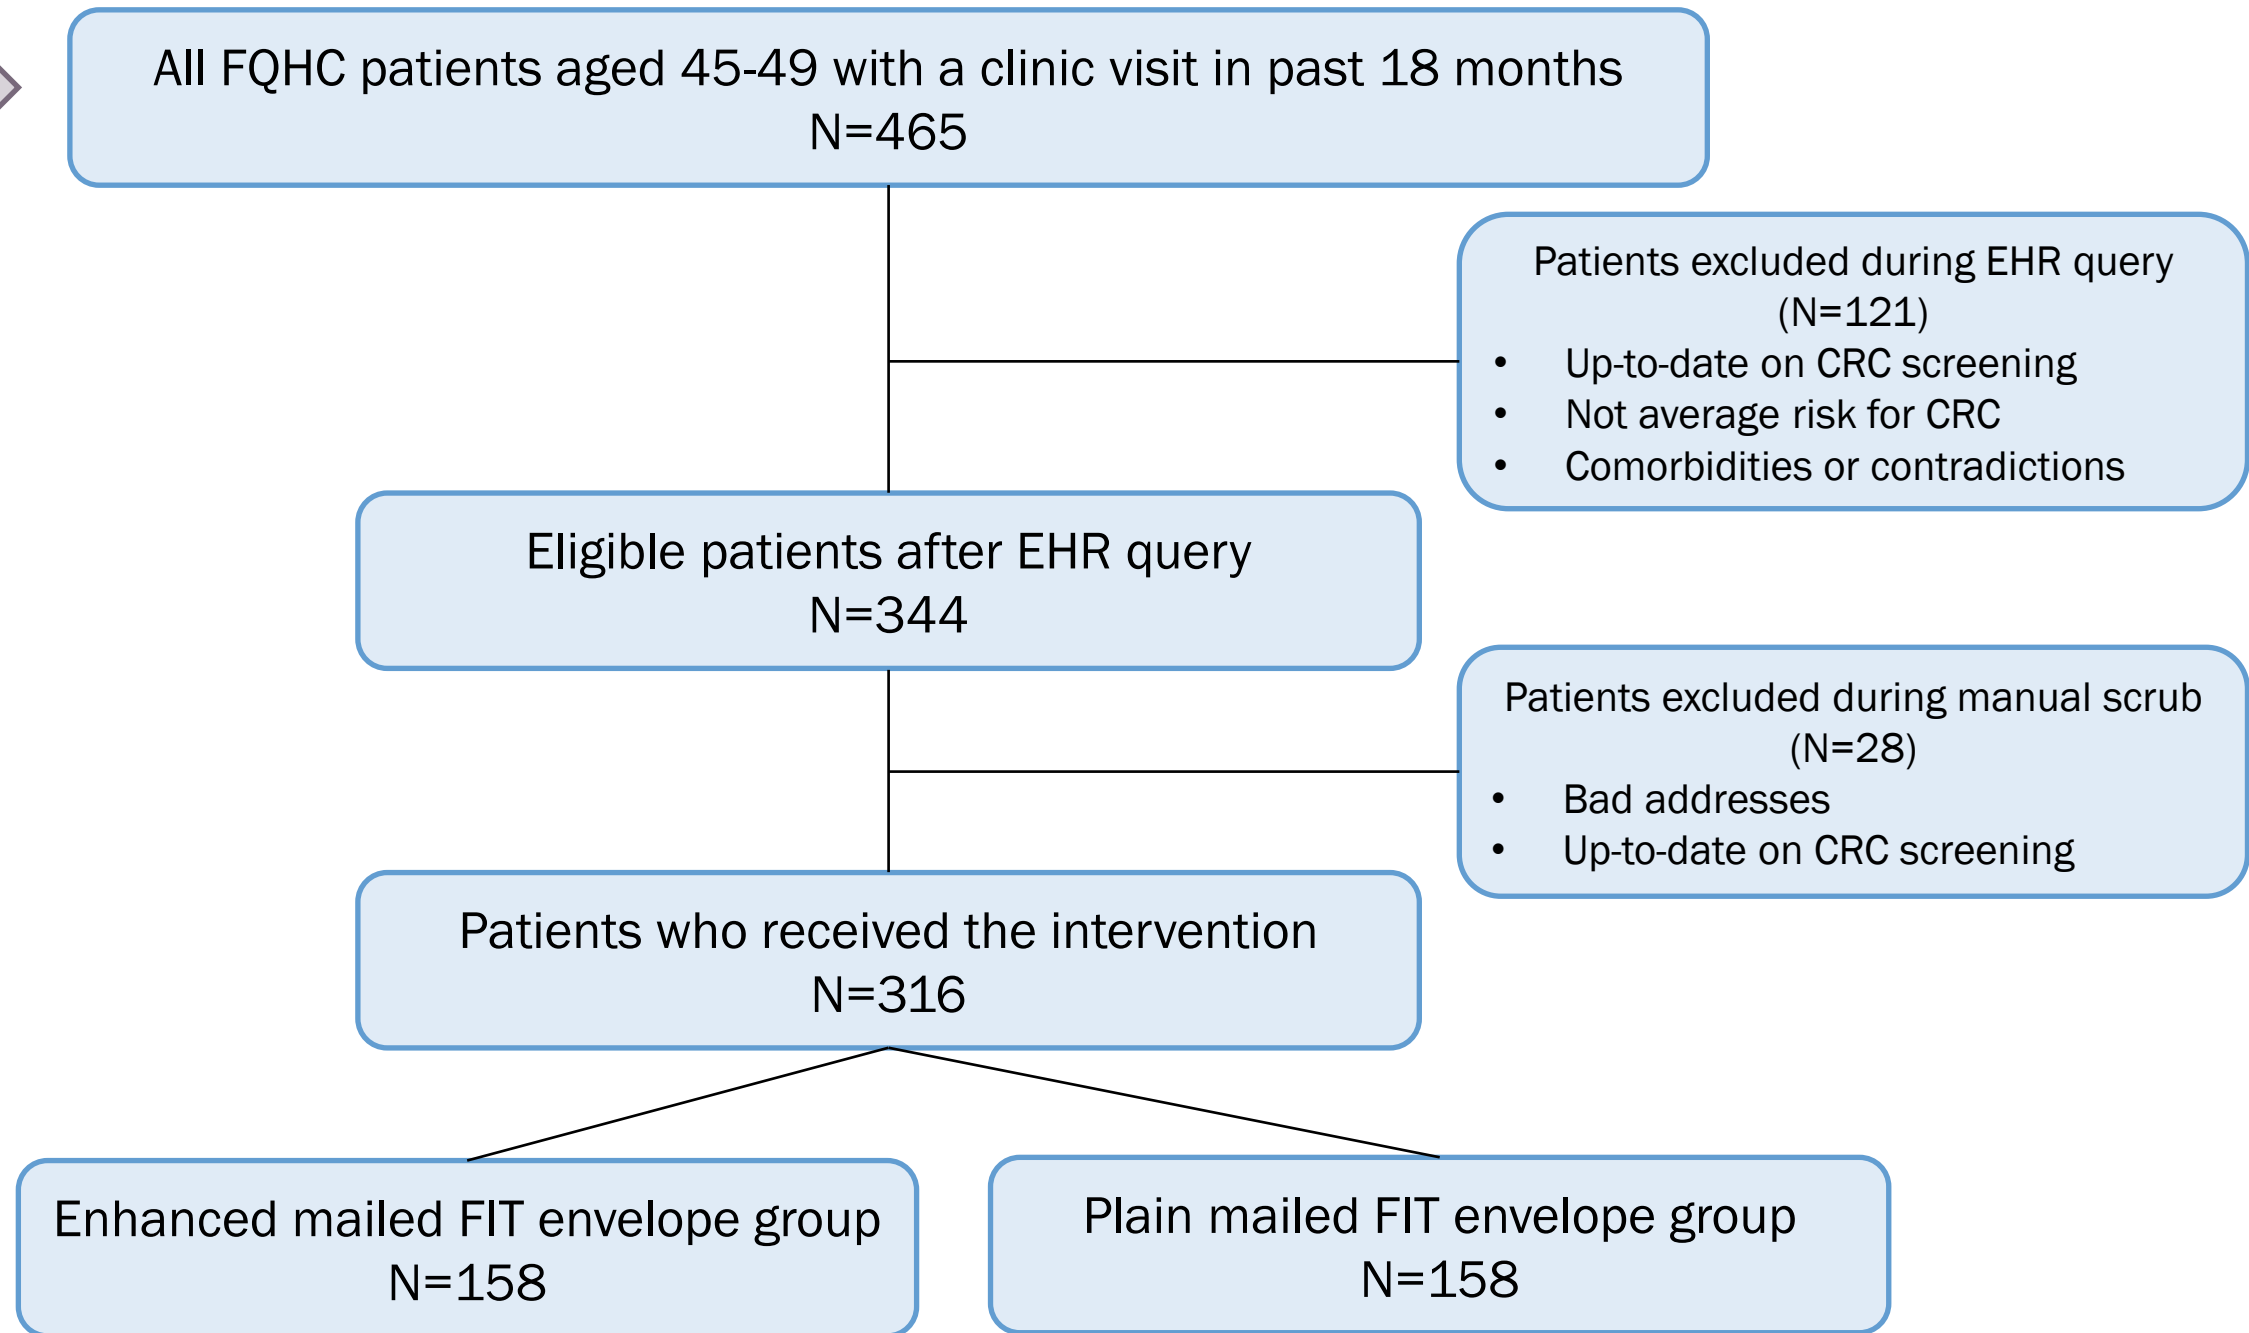 All FQHC patients aged 45-49 with a clinic visit in past 18 months
N=465
Patients excluded during EHR query
(N=121)
• Up-to-date on CRC screening
• Not average risk for CRC
• Comorbidities or contradictions
Eligible patients after EHR query
N=344
Patients excluded during manual scrub
(N=28)
• Bad addresses
• Up-to-date on CRC screening
Patients who received the intervention
N=316
Enhanced mailed FIT envelope group
N=158
Plain mailed FIT envelope group
N=158